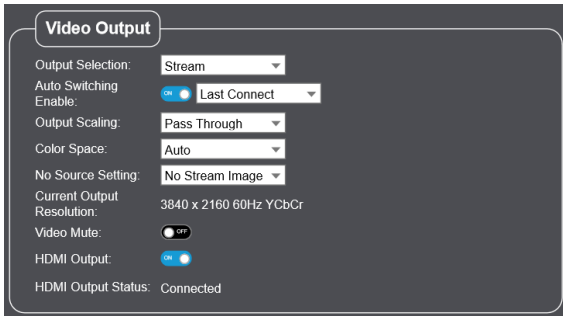 Video Output
Output Selection: Stream
Auto Switching
Enable: ON Last Connect
Output Scaling: Pass Through
Color Space: Auto
No Source Setting: No Stream Image
Current Output
Resolution: 3840 x 2160 60Hz YCbCr
Video Mute: OFF
HDMI Output: ON
HDMI Output Status: Connected